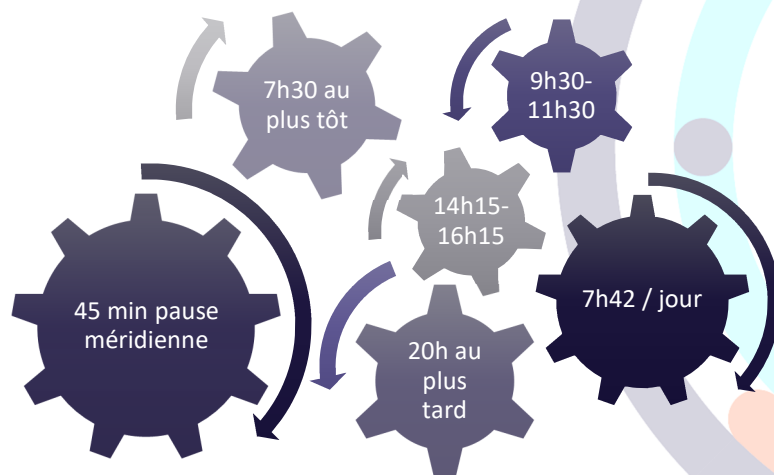 7h30 au
plus tôt
9h30-
11h30
14h15-
16h15
45 min pause
méridienne
7h42 / jour
20h au
plus
tard